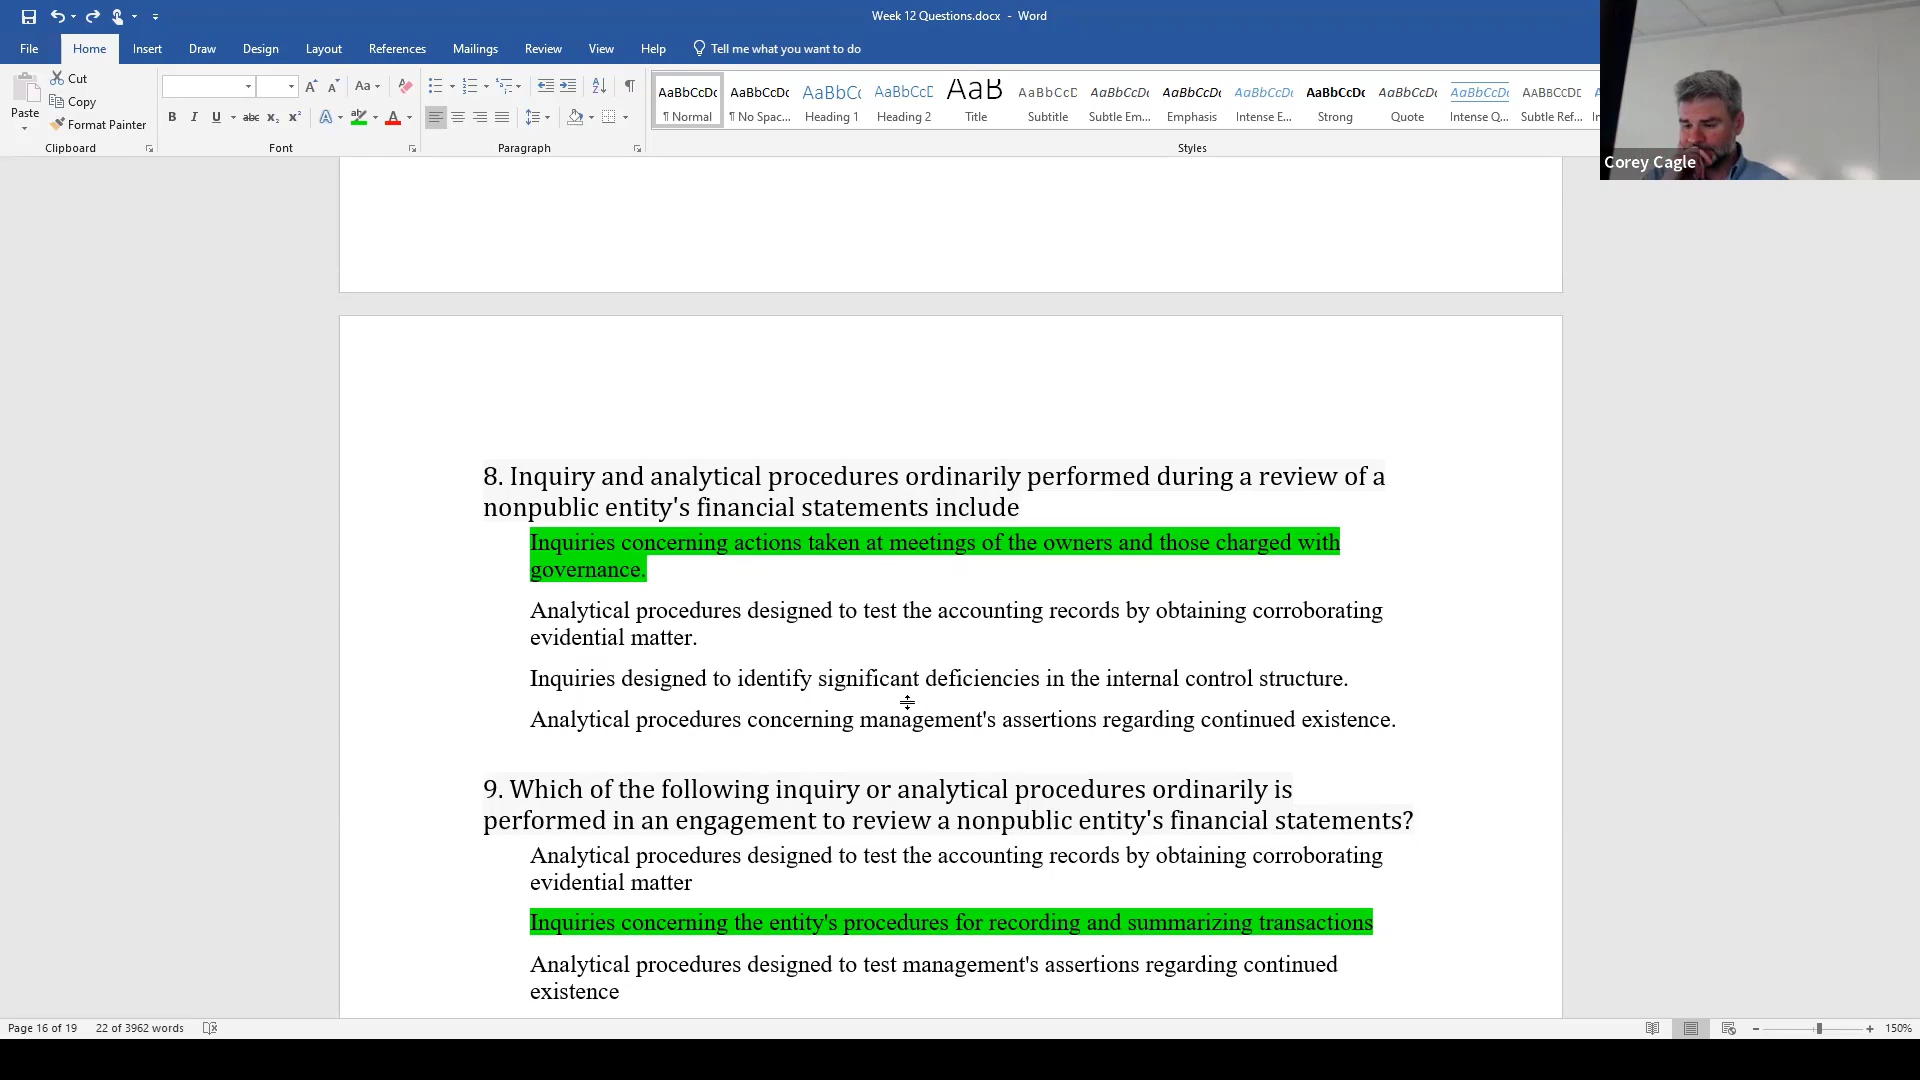 Week 12 Questions.docx - Word
File Home Insert Draw Design Layout References Mailings Review View Help Tell me what you want to do
Paste
Cut
Copy
Format Painter
Clipboard
Aa
B I U abc x₂ x² A ab A
Font
Paragraph
AaBbCcDc ¶ Normal
AaBbCcDc ¶ No Spac...
AaBbCc Heading 1
AaBbCcD Heading 2
AaB Title
AaBbCcD Subtitle
AaBbCcDc Subtle Em...
AaBbCcDc Emphasis
AaBbCcDc Intense E...
AaBbCcDc Strong
AaBbCcDc Quote
AaBbCcDc Intense Q...
AaBbCcDc Subtle Ref...
Styles
Corey Cagle
8. Inquiry and analytical procedures ordinarily performed during a review of a
nonpublic entity's financial statements include
Inquiries concerning actions taken at meetings of the owners and those charged with
governance.
Analytical procedures designed to test the accounting records by obtaining corroborating
evidential matter.
Inquiries designed to identify significant deficiencies in the internal control structure.
Analytical procedures concerning management's assertions regarding continued existence.
9. Which of the following inquiry or analytical procedures ordinarily is
performed in an engagement to review a nonpublic entity's financial statements?
Analytical procedures designed to test the accounting records by obtaining corroborating
evidential matter
Inquiries concerning the entity's procedures for recording and summarizing transactions
Analytical procedures designed to test management's assertions regarding continued
existence
Page 16 of 19 22 of 3962 words 150%